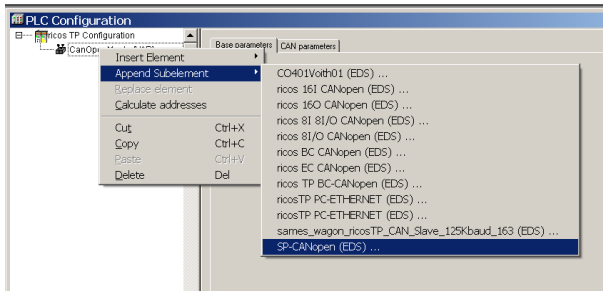 PLC Configuration
ricos TP Configuration
Base parameters
CAN parameters
Insert Element
Append Subelement
Replace element
Calculate addresses
Cut Ctrl+X
Copy Ctrl+C
Paste Ctrl+V
Delete Del
CO401Voith01 (EDS) ...
ricos 16I CANopen (EDS) ...
ricos 16O CANopen (EDS) ...
ricos 8I 8I/O CANopen (EDS) ...
ricos 8I/O CANopen (EDS) ...
ricos BC CANopen (EDS) ...
ricos EC CANopen (EDS) ...
ricos TP BC-CANopen (EDS) ...
ricosTP PC-ETHERNET (EDS) ...
ricosTP PC-ETHERNET (EDS) ...
sames_wagon_ricosTP_CAN_Slave_125Kbaud_163 (EDS) ...
SP-CANopen (EDS) ...